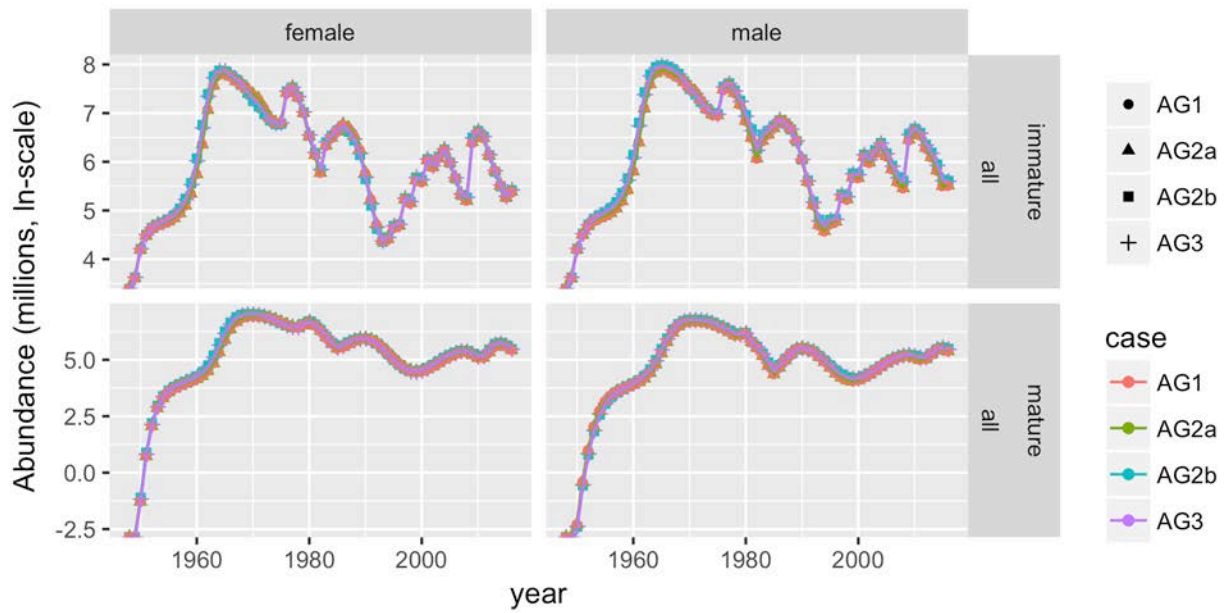 female
male
Abundance (millions, ln-scale)
8
7
6
5
4
immature
all
5.0
2.5
0.0
-2.5
mature
all
1960
1980
2000
1960
1980
2000
year
AG1
AG2a
AG2b
AG3
case
AG1
AG2a
AG2b
AG3